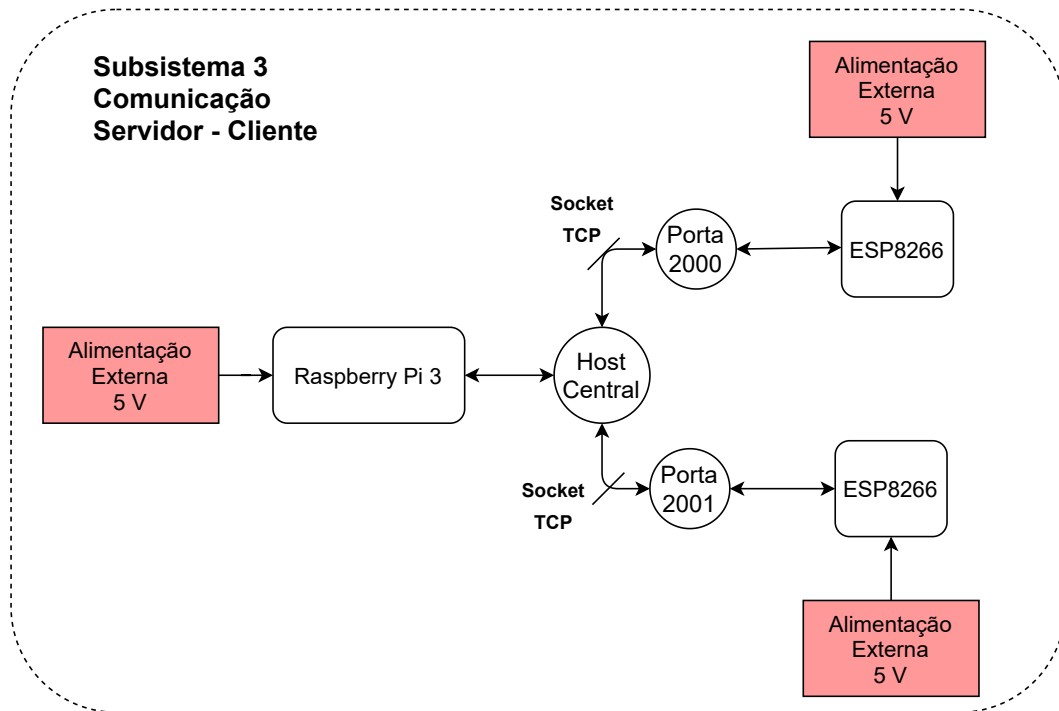 Subsistema 3
Comunicação
Servidor - Cliente
Alimentação
Externa
5 V
Socket
TCP
Porta
2000
ESP8266
Alimentação
Externa
5 V
Raspberry Pi 3
Host
Central
Socket
TCP
Porta
2001
ESP8266
Alimentação
Externa
5 V